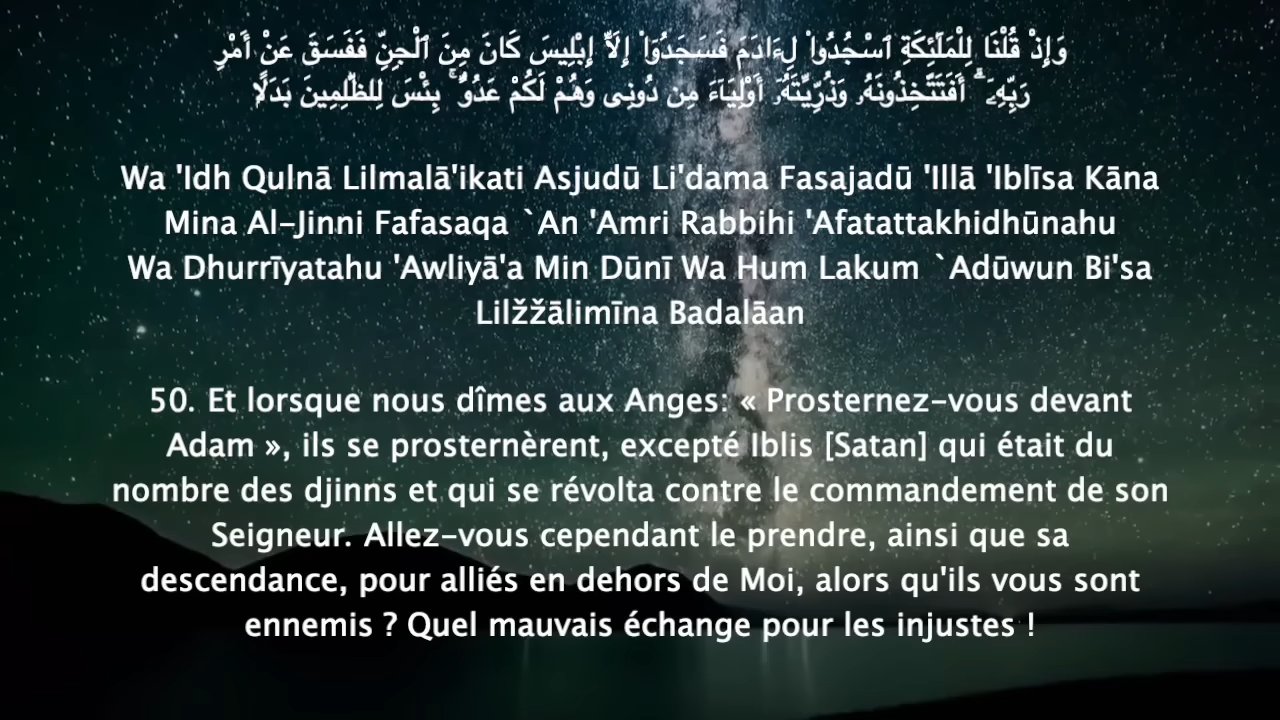 وَإِذْ قُلْنَا لِلْمَلَٰٓئِكَةِ ٱسْجُدُوا۟ لِءَادَمَ فَسَجَدُوٓا۟ إِلَّآ إِبْلِيسَ كَانَ مِنَ ٱلْجِنِّ فَفَسَقَ عَنْ أَمْرِ
رَبِّهِۦٓ ۗ أَفَتَتَّخِذُونَهُۥ وَذُرِّيَّتَهُۥٓ أَوْلِيَآءَ مِن دُونِى وَهُمْ لَكُمْ عَدُوٌّۢ ۚ بِئْسَ لِلظَّٰلِمِينَ بَدَلًا
Wa 'Idh Qulnā Lilmalā'ikati Asjudū Li'dama Fasajadū 'Illā 'Iblīsa Kāna
Mina Al-Jinni Fafasaqa `An 'Amri Rabbihi 'Afatattakhidhūnahu
Wa Dhurrīyatahu 'Awliyā'a Min Dūnī Wa Hum Lakum `Adūwun Bi'sa
Lilžžālimīna Badalāan
50. Et lorsque nous dîmes aux Anges: « Prosternez-vous devant
Adam », ils se prosternèrent, excepté Iblis [Satan] qui était du
nombre des djinns et qui se révolta contre le commandement de son
Seigneur. Allez-vous cependant le prendre, ainsi que sa
descendance, pour alliés en dehors de Moi, alors qu'ils vous sont
ennemis ? Quel mauvais échange pour les injustes !